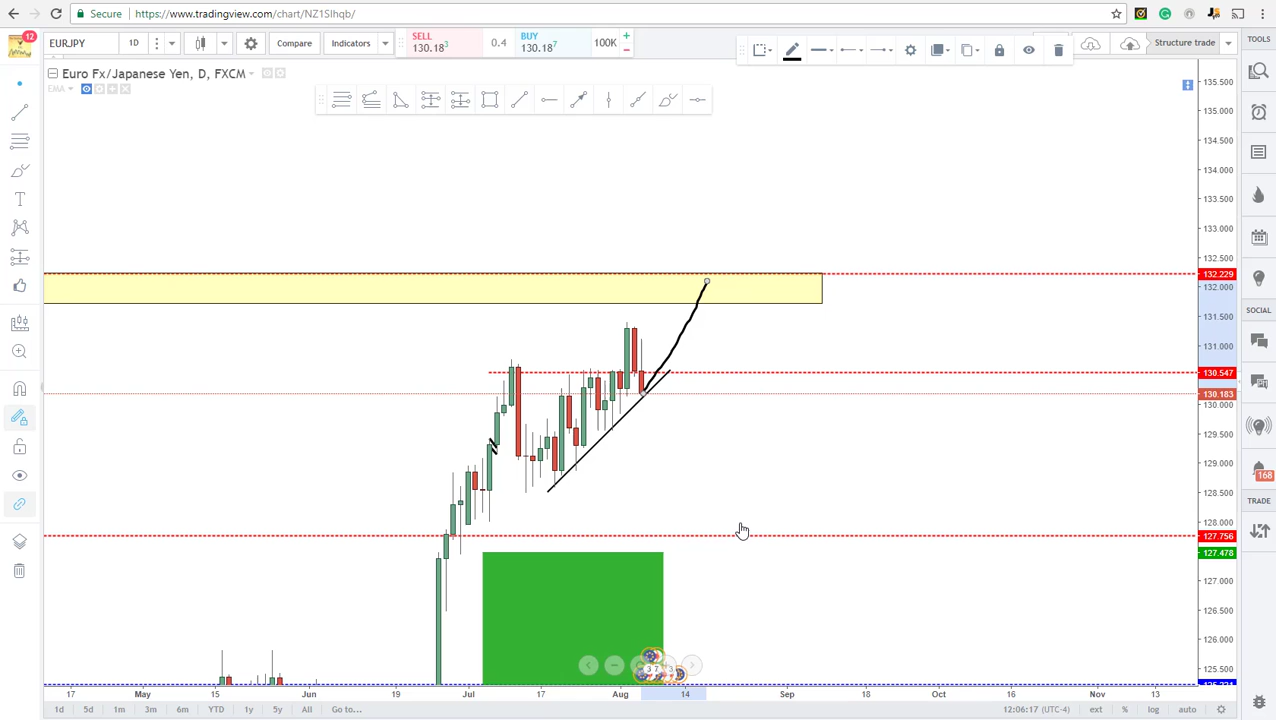 Secure https://www.tradingview.com/chart/NZ1SIhqb/
12
EURJPY 1D Compare Indicators
SELL
130.18³
0.4
BUY
130.18⁷
100K
Structure trade
TOOLS
Euro Fx/Japanese Yen, D, FXCM
EMA
135.500
135.000
134.500
134.000
133.500
133.000
132.500
132.229
132.000
131.500
131.000
130.547
130.183
130.000
129.500
129.000
128.500
128.000
127.756
127.478
127.000
126.500
126.000
125.500
SOCIAL
168
TRADE
3 7 3
17 May 15 Jun 19 Jul 17 Aug 14 Sep 18 Oct 16 Nov 13
1d 5d 1m 3m 6m YTD 1y 5y All Go to... 12:06:17 (UTC-4) ext % log auto